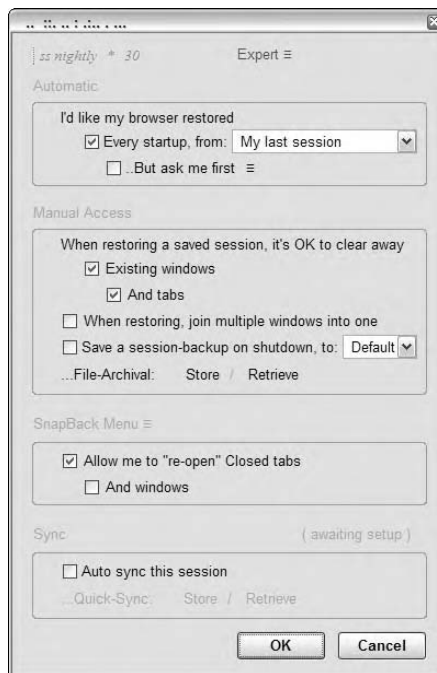 ss nightly * 30 Expert ≡
Automatic
I'd like my browser restored
Every startup, from: My last session
..But ask me first ≡
Manual Access
When restoring a saved session, it's OK to clear away
Existing windows
And tabs
When restoring, join multiple windows into one
Save a session-backup on shutdown, to: Default
...File-Archival: Store / Retrieve
SnapBack Menu ≡
Allow me to "re-open" Closed tabs
And windows
Sync ( awaiting setup )
Auto sync this session
...Quick-Sync: Store / Retrieve
OK Cancel